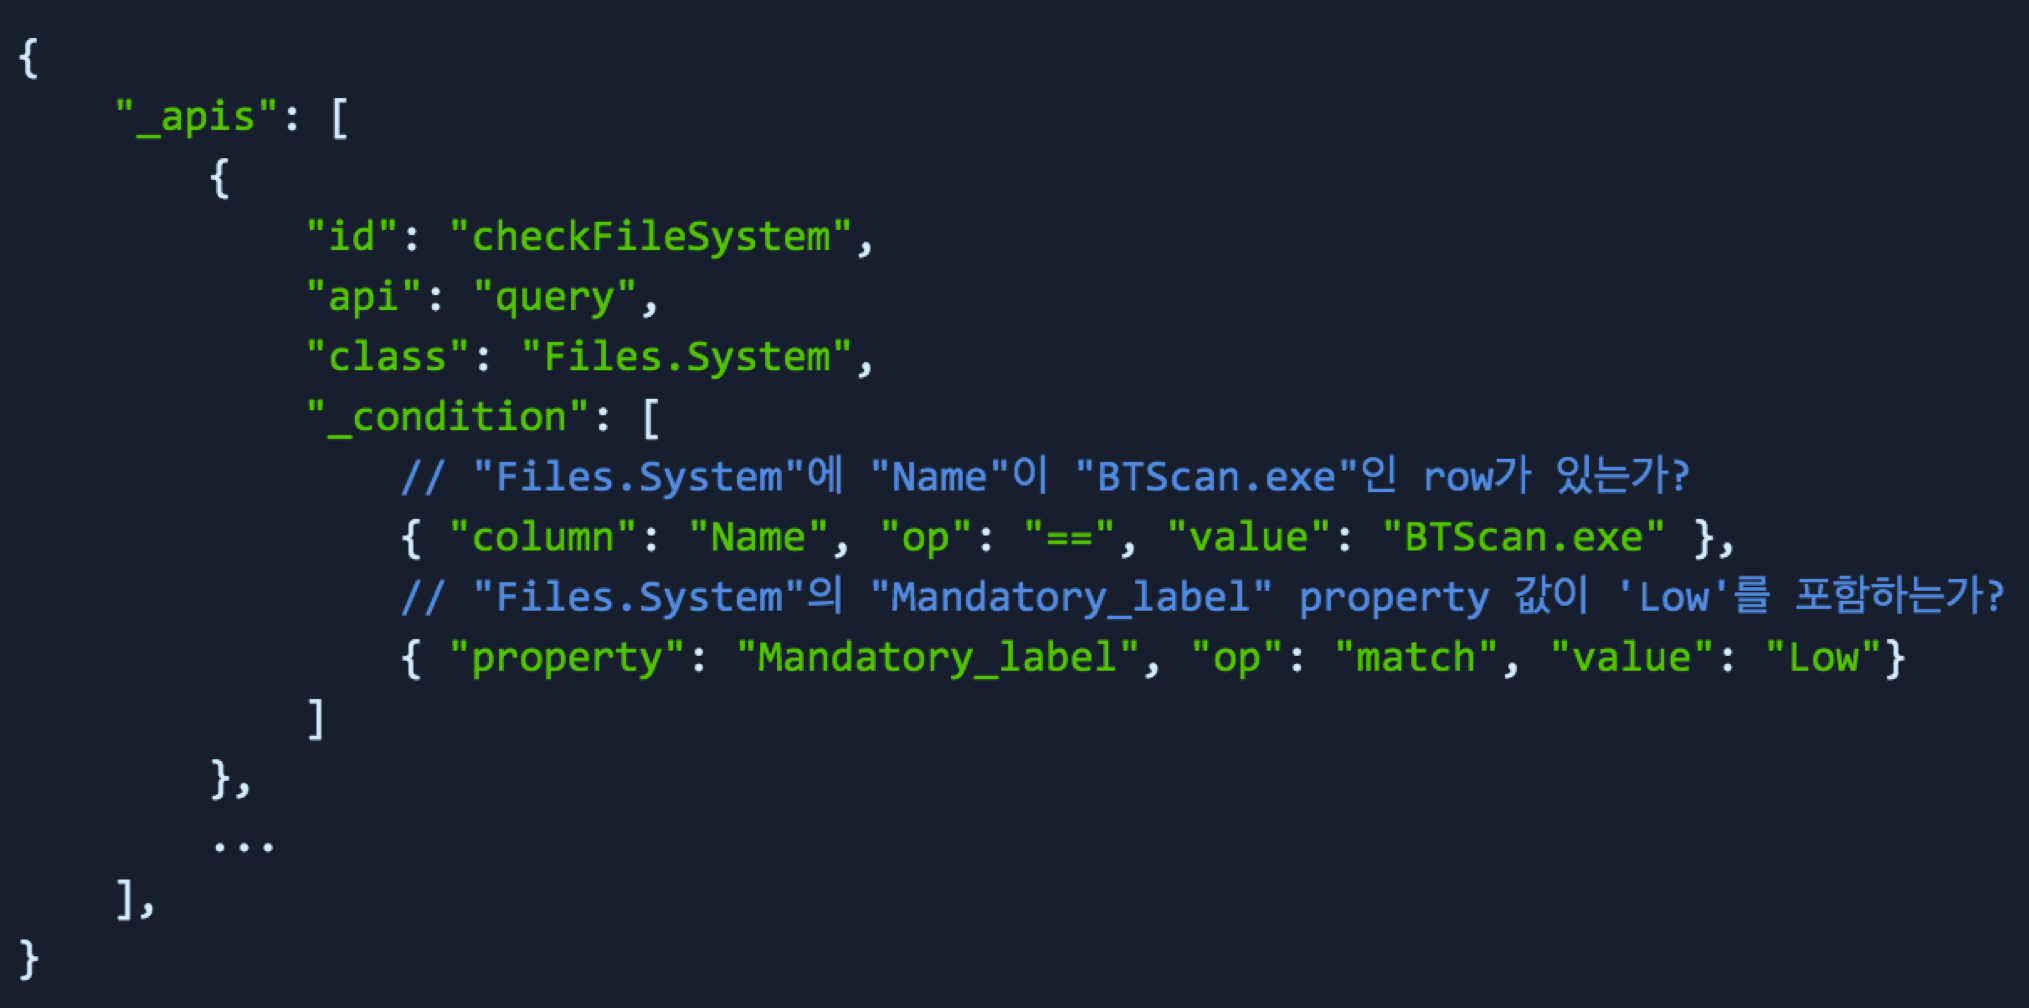 {
    "_apis": [
        {
            "id": "checkFileSystem",
            "api": "query",
            "class": "Files.System",
            "_condition": [
                // "Files.System"에 "Name"이 "BTScan.exe"인 row가 있는가?
                { "column": "Name", "op": "==", "value": "BTScan.exe" },
                // "Files.System"의 "Mandatory_label" property 값이 'Low'를 포함하는가?
                { "property": "Mandatory_label", "op": "match", "value": "Low"}
            ]
        },
        ...
    ],
}